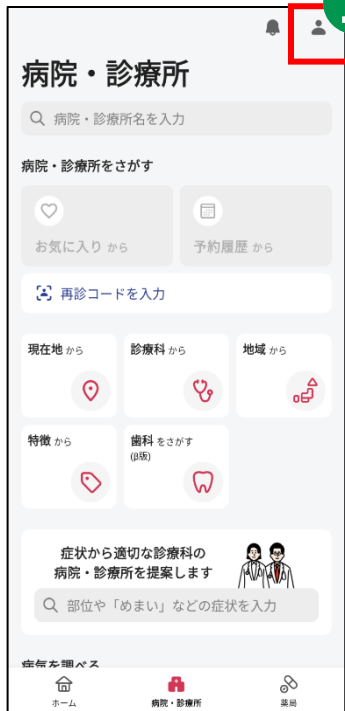 病院・診療所
病院・診療所名を入力
病院・診療所をさがす
お気に入り から
予約履歴 から
再診コードを入力
現在地 から
診療科 から
地域 から
特徴 から
歯科 をさがす
(β版)
症状から適切な診療科の
病院・診療所を提案します
部位や「めまい」などの症状を入力
病気を調べる
ホーム
病院・診療所
薬局